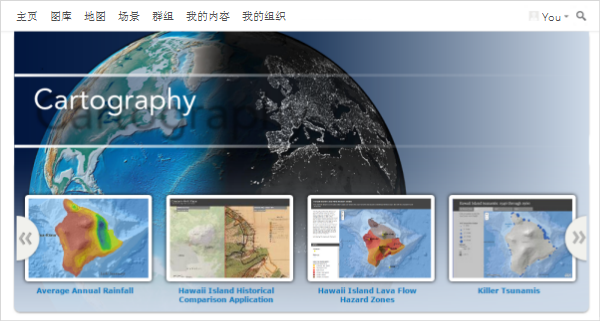 主页 图库 地图 场景 群组 我的内容 我的组织 You
Cartography
« »
Average Annual Rainfall
Hawaii Island Historical
Comparison Application
Hawaii Island Lava Flow
Hazard Zones
Killer Tsunamis